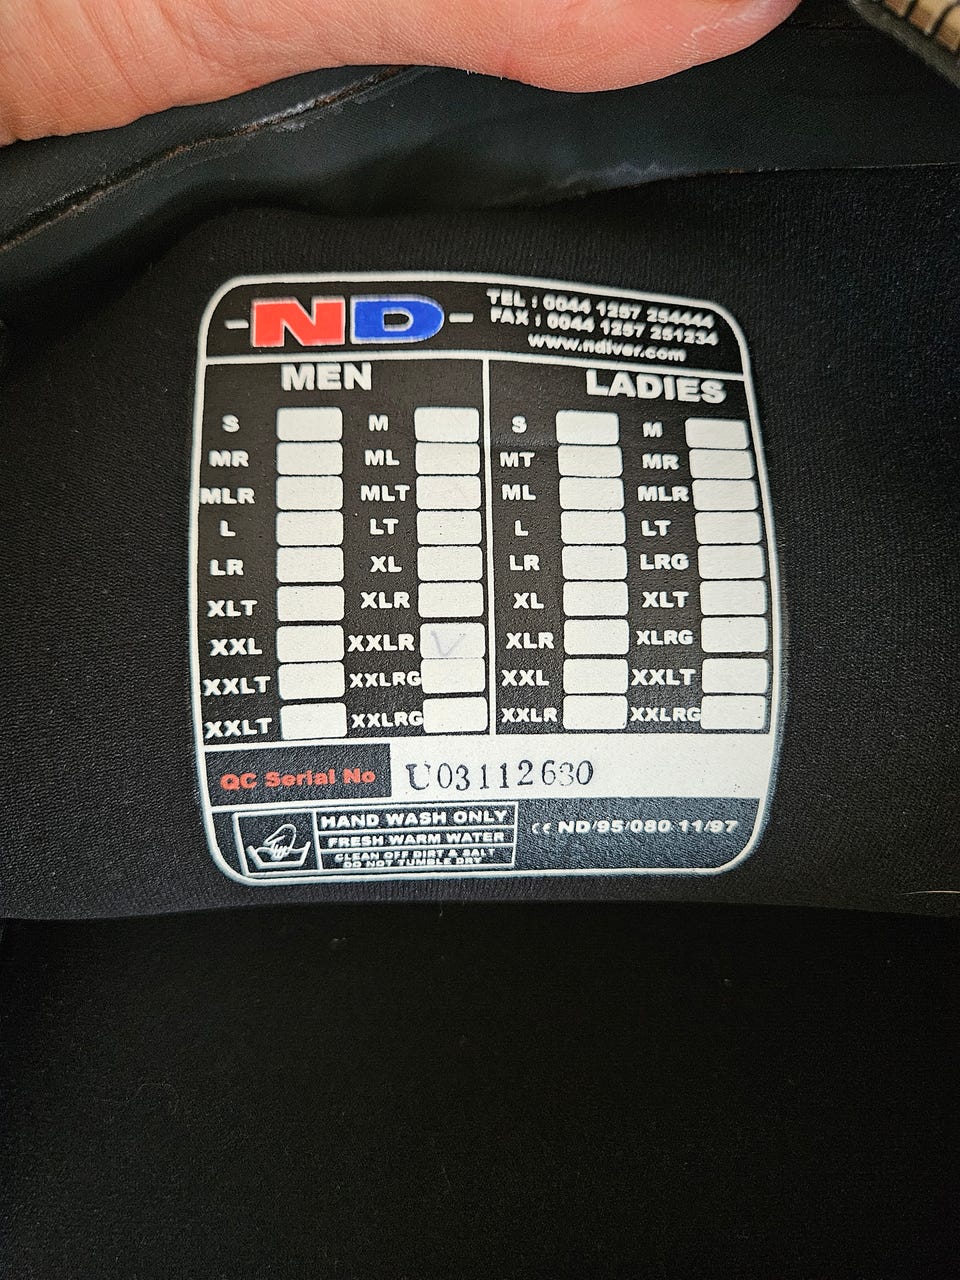 ND
TEL : 0044 1257 254444
FAX : 0044 1257 251234
www.ndiver.com
MEN
LADIES
S M S M
MR ML MT MR
MLR MLT ML MLR
L LT L LT
LR XL LR LRG
XLT XLR XL XLT
XXL XXLR V XLR XLRG
XXLT XXLRG XXL XXLT
XXLT XXLRG XXLR XXLRG
QC Serial No U03112630
HAND WASH ONLY
FRESH WARM WATER
CLEAN OFF DIRT & SALT
DO NOT TUMBLE DRY
CE ND/95/080 11/97